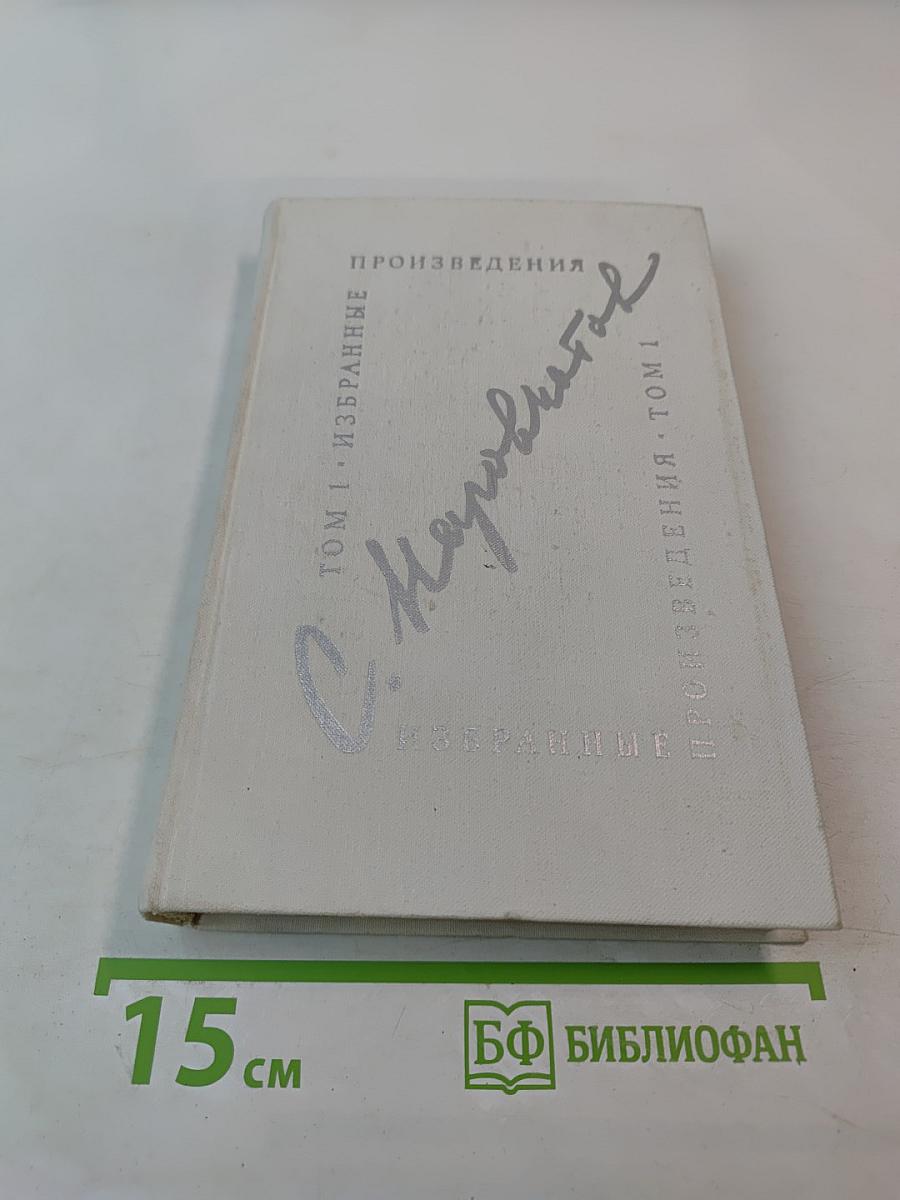 ПРОИЗВЕДЕНИЯ
ТОМ 1 · ИЗБРАННЫЕ
С. Наровчатов
ПРОИЗВЕДЕНИЯ · ТОМ 1
ИЗБРАННЫЕ
15 см
БФ БИБЛИОФАН